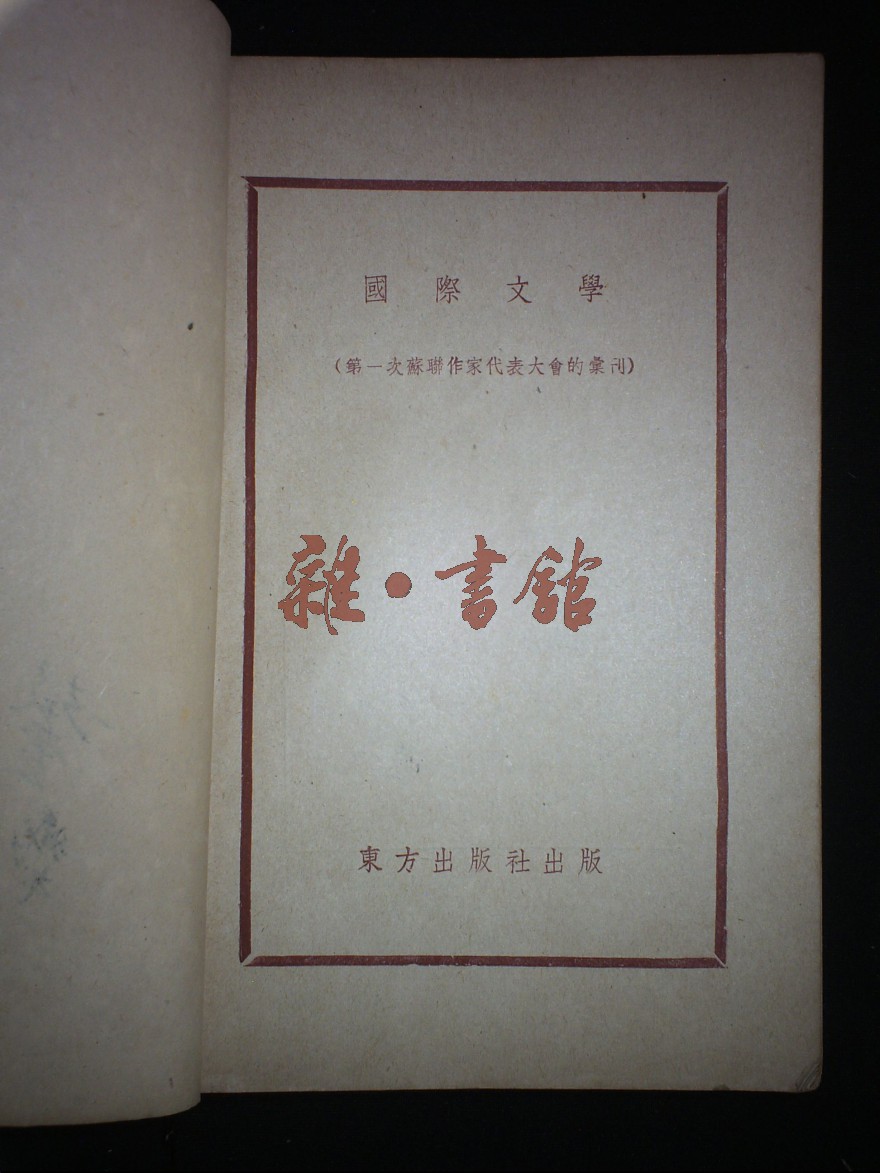 國際文學
（第一次蘇聯作家代表大會的彙刊）
雜·書館
東方出版社出版